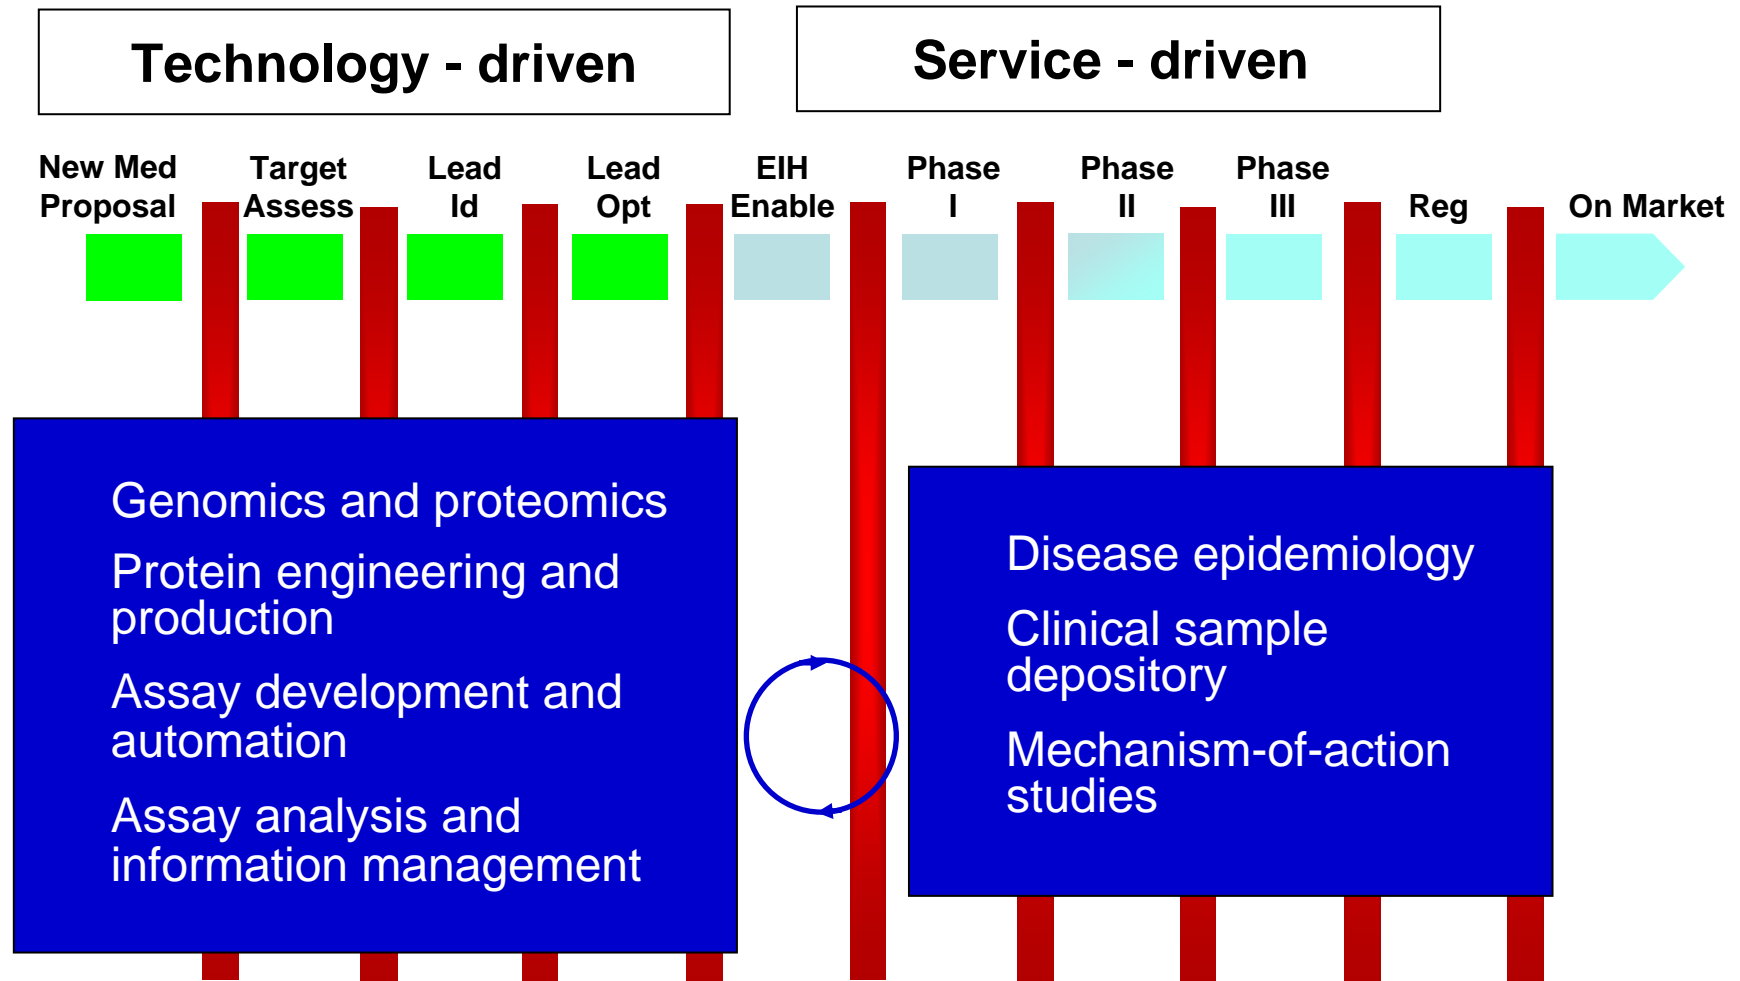 Technology - driven
Service - driven
New Med
Proposal
Target
Assess
Lead
Id
Lead
Opt
EIH
Enable
Phase
I
Phase
II
Phase
III
Reg
On Market
Genomics and proteomics
Protein engineering and
production
Assay development and
automation
Assay analysis and
information management
Disease epidemiology
Clinical sample
depository
Mechanism-of-action
studies